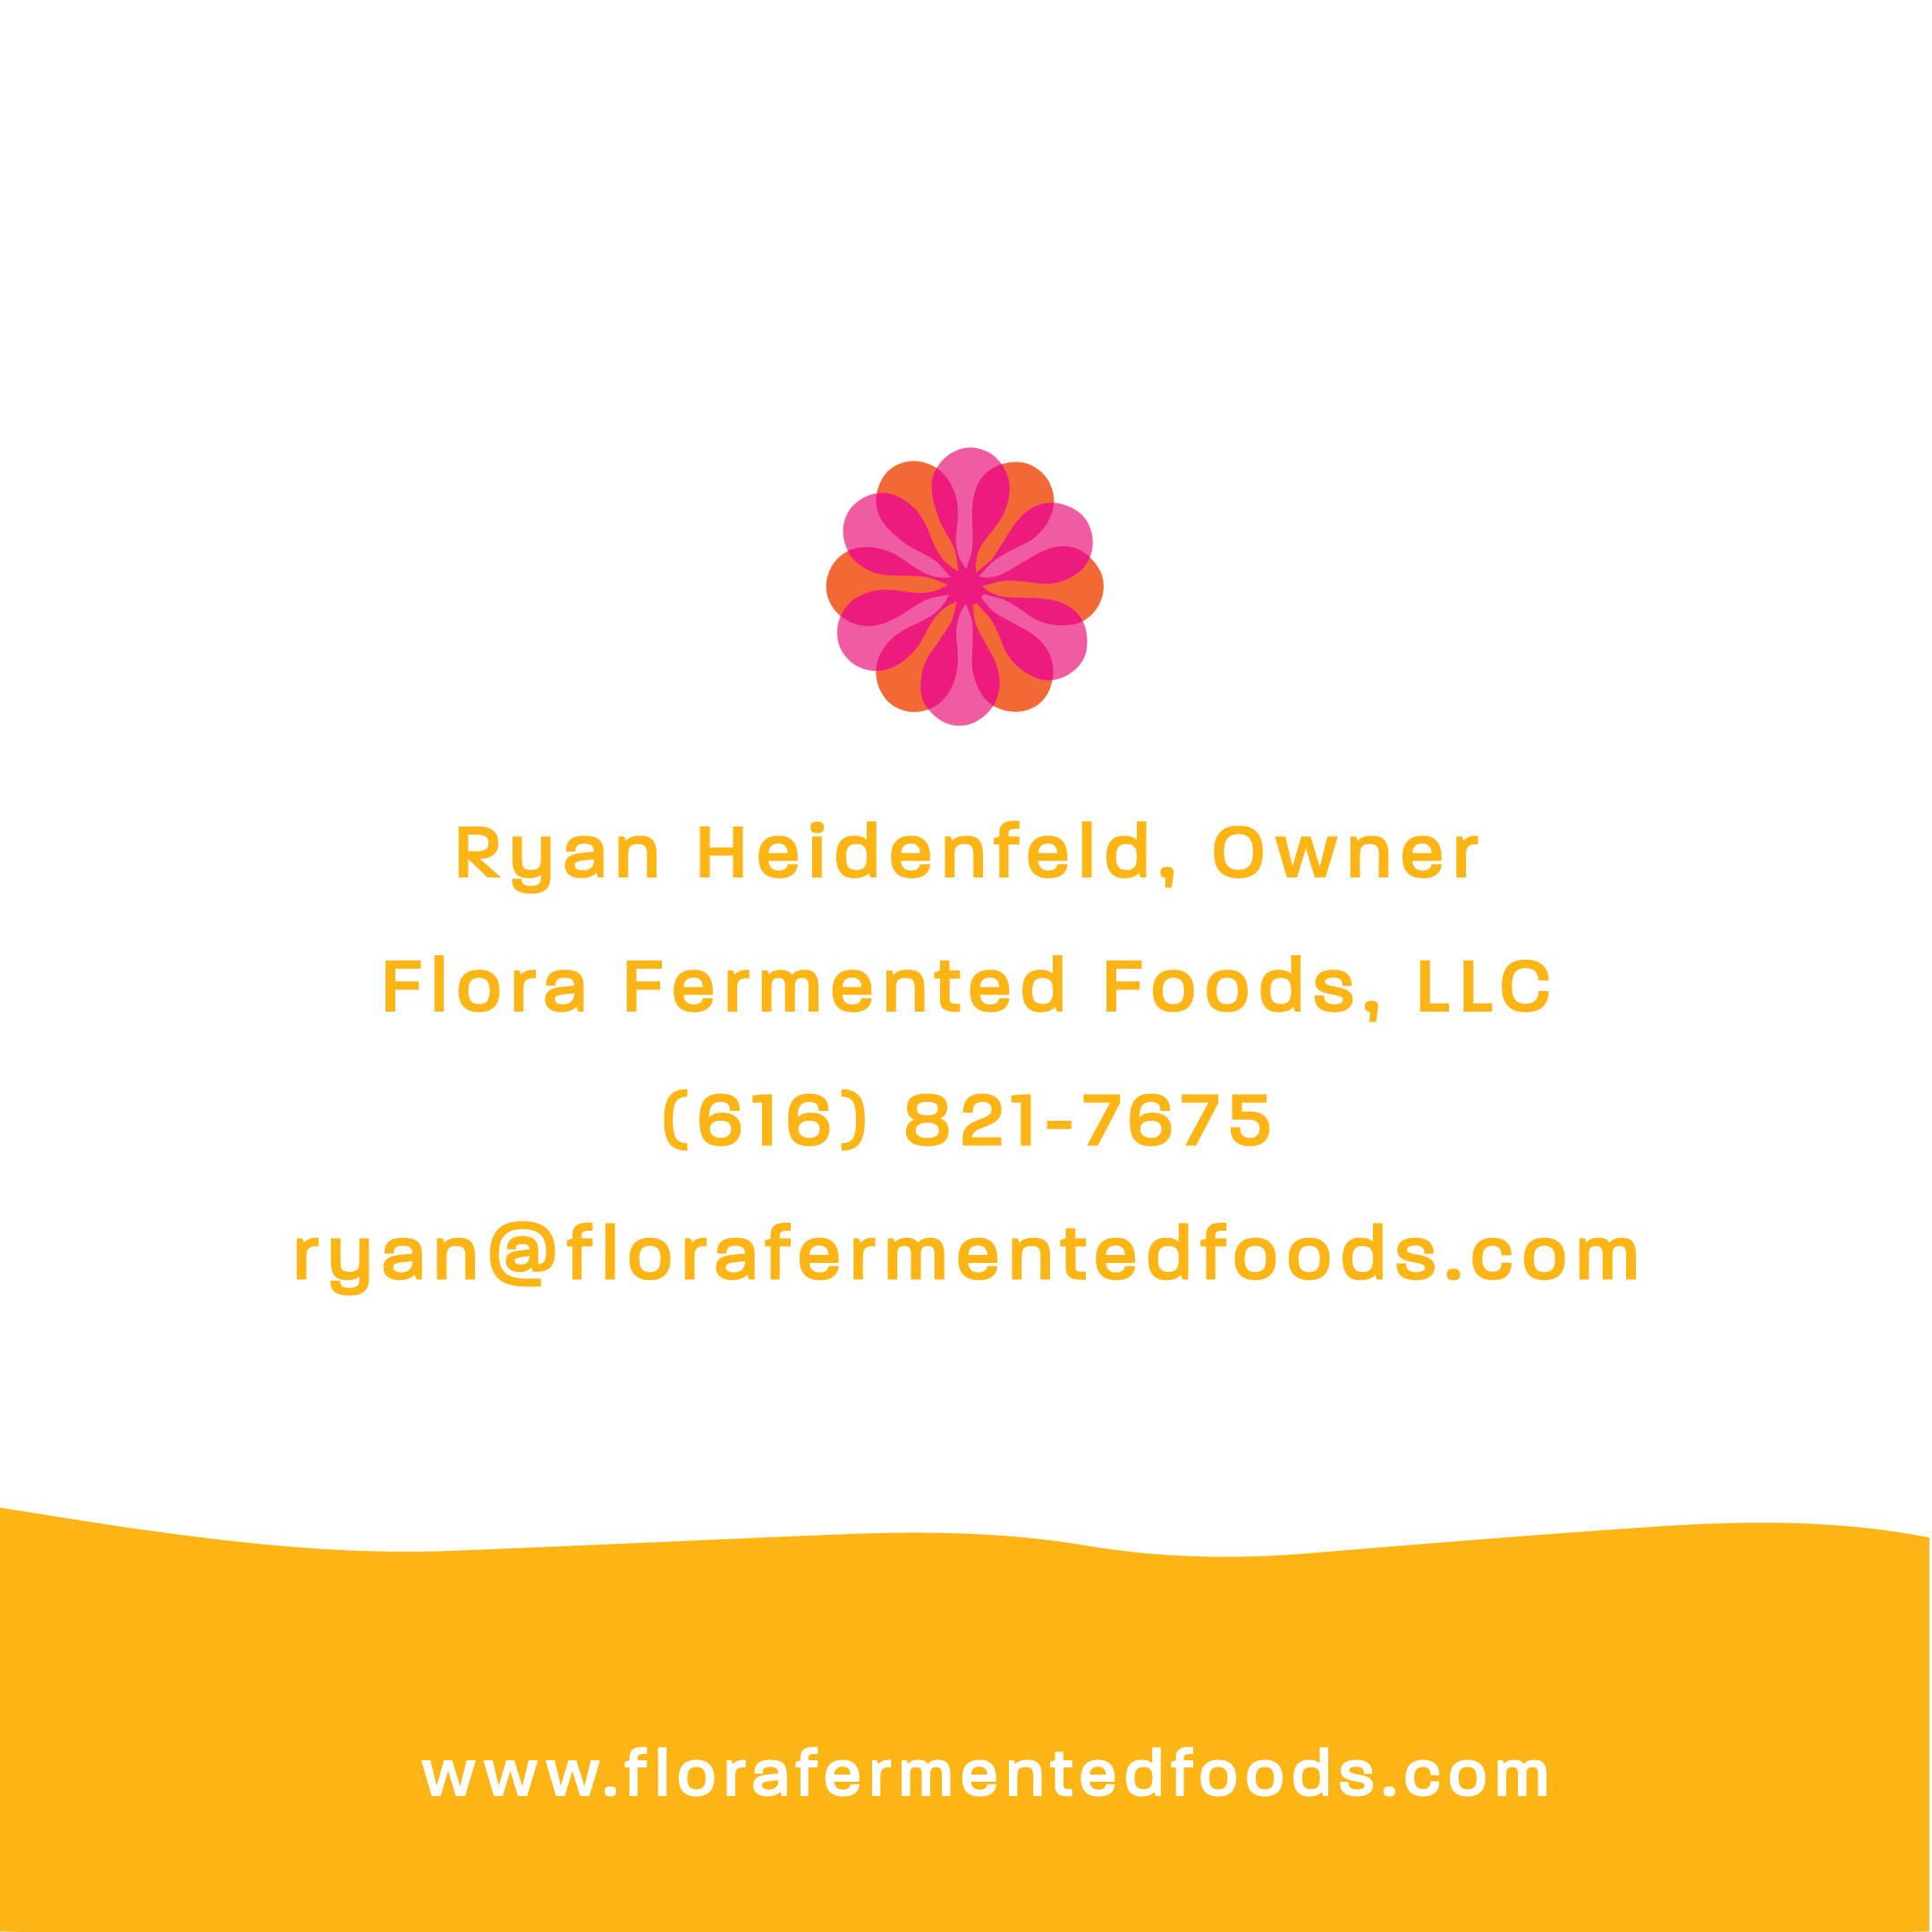 Ryan Heidenfeld, Owner
Flora Fermented Foods, LLC
(616) 821-7675
ryan@florafermentedfoods.com
www.florafermentedfoods.com